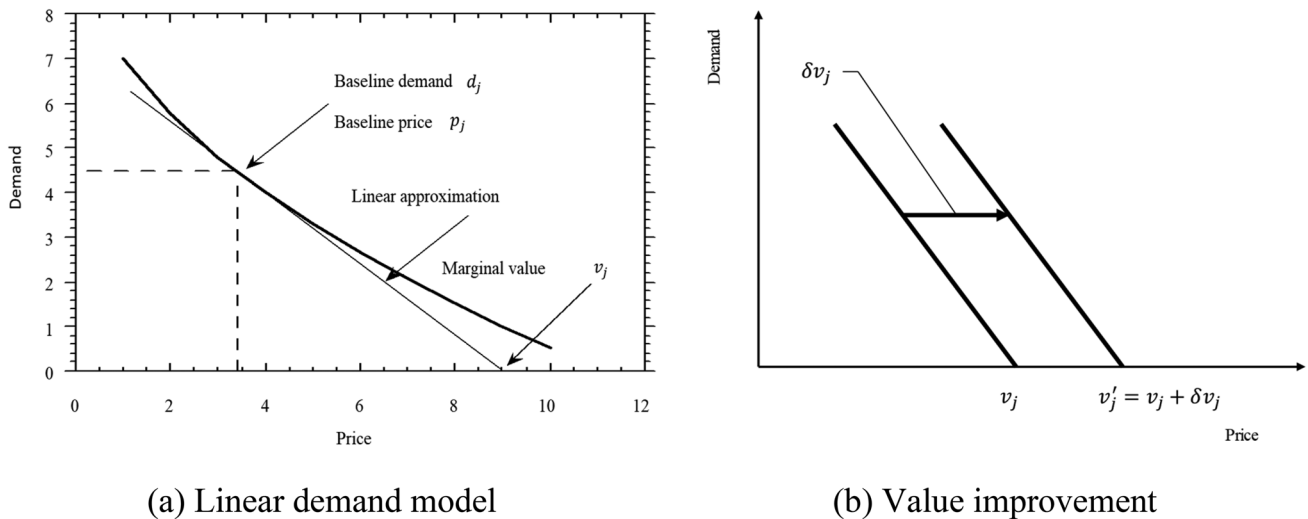 8
7
6
5
4
3
2
1
0
Demand
Baseline demand d_j
Baseline price p_j
Linear approximation
Marginal value v_j
0 2 4 6 8 10 12
Price
(a) Linear demand model
Demand
δv_j
v_j v'_j = v_j + δv_j
Price
(b) Value improvement